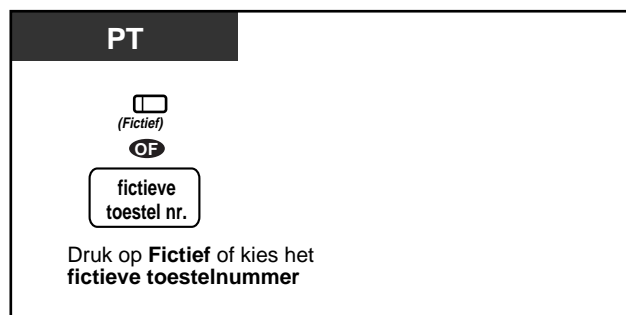 PT
(Fictief)
OF
fictieve
toestel nr.
Druk op Fictief of kies het
fictieve toestelnummer